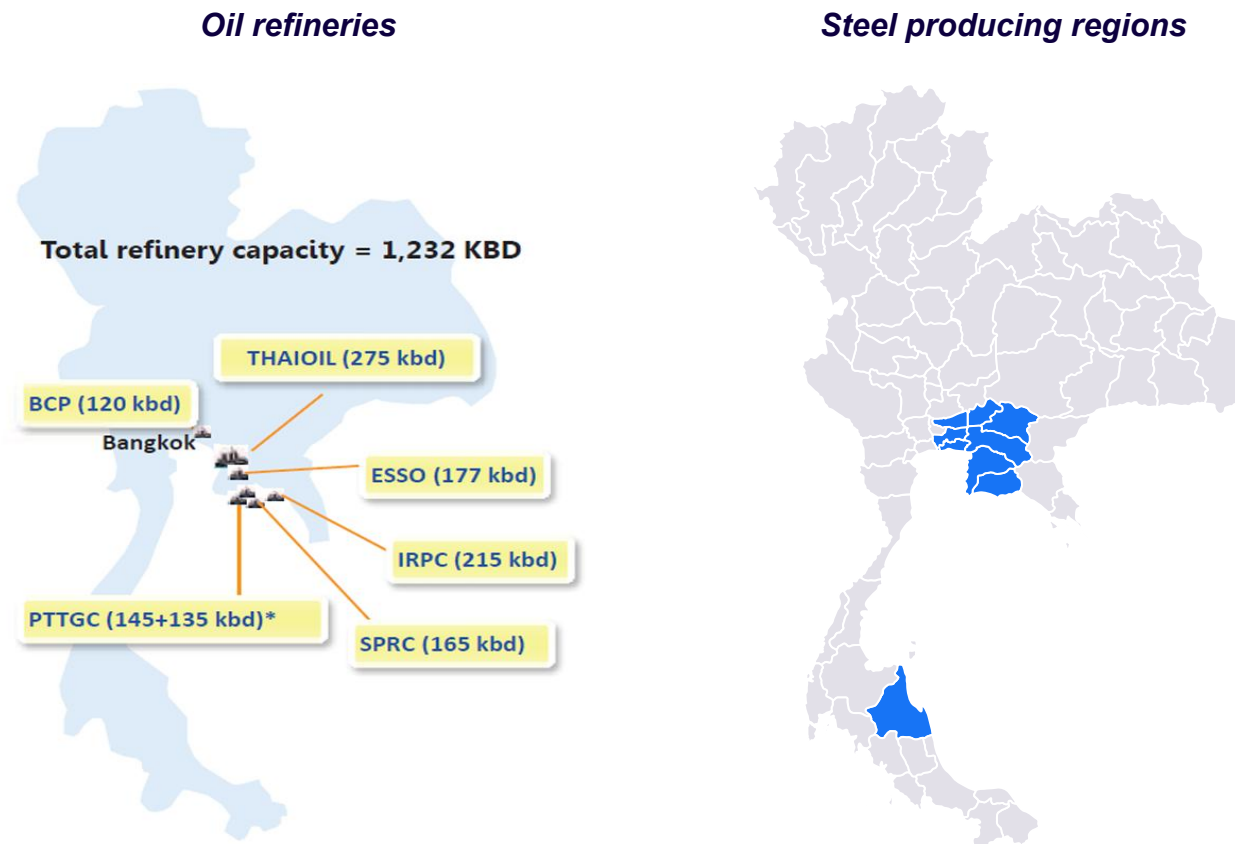 Oil refineries
Steel producing regions
Total refinery capacity = 1,232 KBD
THAIOIL (275 kbd)
BCP (120 kbd)
Bangkok
ESSO (177 kbd)
IRPC (215 kbd)
PTTGC (145+135 kbd)*
SPRC (165 kbd)